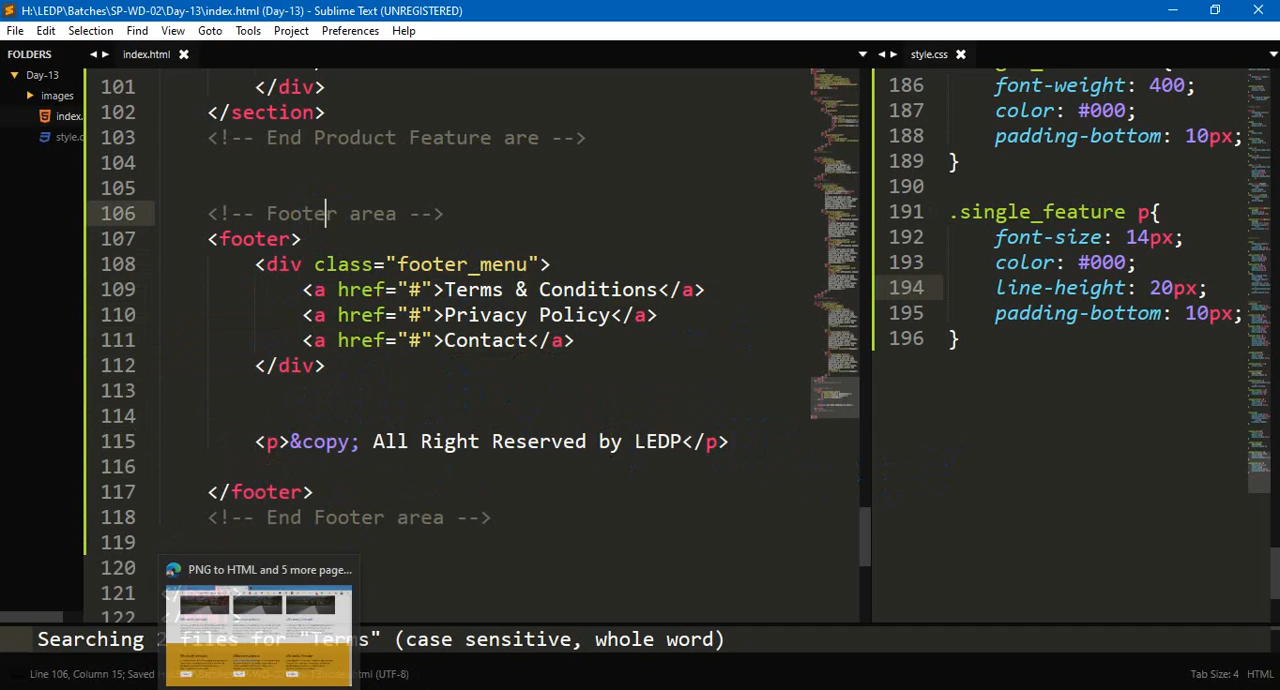 H:\LEDP\Batches\SP-WD-02\Day-13\index.html (Day-13) - Sublime Text (UNREGISTERED)
File Edit Selection Find View Goto Tools Project Preferences Help
FOLDERS
Day-13
images
index.
style.c
index.html
101 </div>
102 </section>
103 <!-- End Product Feature are -->
104
105
106 <!-- Footer area -->
107 <footer>
108 <div class="footer_menu">
109 <a href="#">Terms & Conditions</a>
110 <a href="#">Privacy Policy</a>
111 <a href="#">Contact</a>
112 </div>
113
114
115 <p>&copy; All Right Reserved by LEDP</p>
116
117 </footer>
118 <!-- End Footer area -->
119
120
121
122
style.css
186 font-weight: 400;
187 color: #000;
188 padding-bottom: 10px;
189 }
190
191 .single_feature p{
192 font-size: 14px;
193 color: #000;
194 line-height: 20px;
195 padding-bottom: 10px;
196 }
PNG to HTML and 5 more page...
Searching 2 files for "Terms" (case sensitive, whole word)
Line 106, Column 15; Saved
html (UTF-8)
Tab Size: 4 HTML